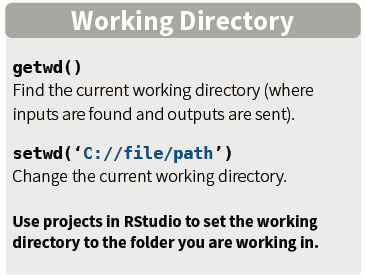 Working Directory
getwd()
Find the current working directory (where
inputs are found and outputs are sent).
setwd(‘C://file/path’)
Change the current working directory.
Use projects in RStudio to set the working
directory to the folder you are working in.